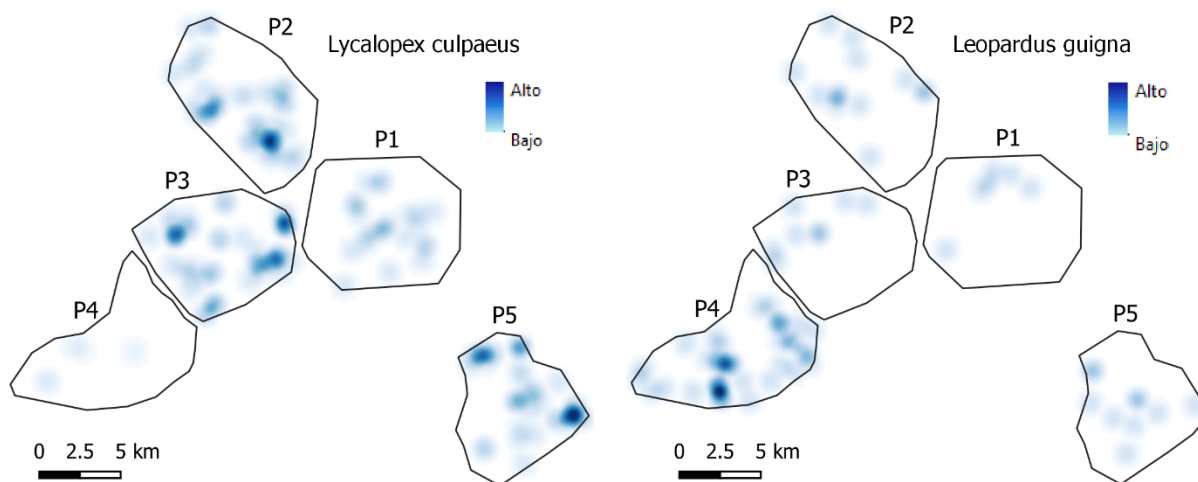 P2
Lycalopex culpaeus
Alto
Bajo
P1
P3
P4
P5
0 2.5 5 km
P2
Leopardus guigna
Alto
Bajo
P1
P3
P4
P5
0 2.5 5 km